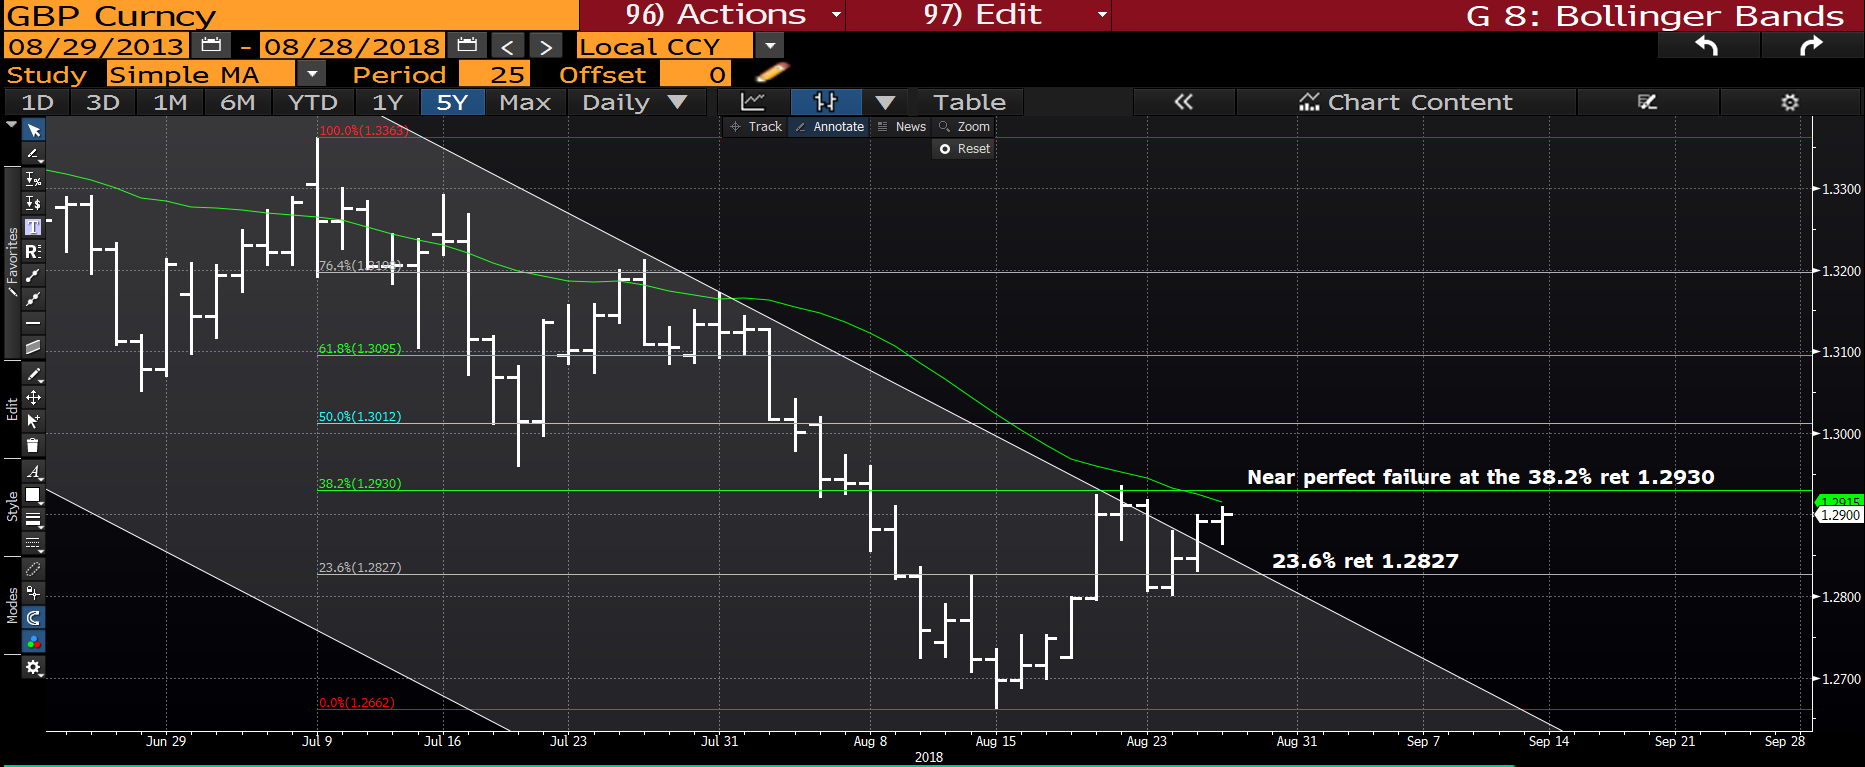 GBP Curncy 96) Actions 97) Edit G 8: Bollinger Bands
08/29/2013 - 08/28/2018 < > Local CCY
Study Simple MA Period 25 Offset 0
1D 3D 1M 6M YTD 1Y 5Y Max Daily Table « Chart Content
Track Annotate News Zoom
Reset
Favorites
Edit
Style
Modes
100.0%(1.3363)
76.4%
61.8%(1.3095)
50.0%(1.3012)
38.2%(1.2930)
23.6%(1.2827)
0.0%(1.2662)
Near perfect failure at the 38.2% ret 1.2930
23.6% ret 1.2827
1.3300
1.3200
1.3100
1.3000
1.2915
1.2900
1.2800
1.2700
Jun 29 Jul 9 Jul 16 Jul 23 Jul 31 Aug 8 Aug 15 Aug 23 Aug 31 Sep 7 Sep 14 Sep 21 Sep 28
2018